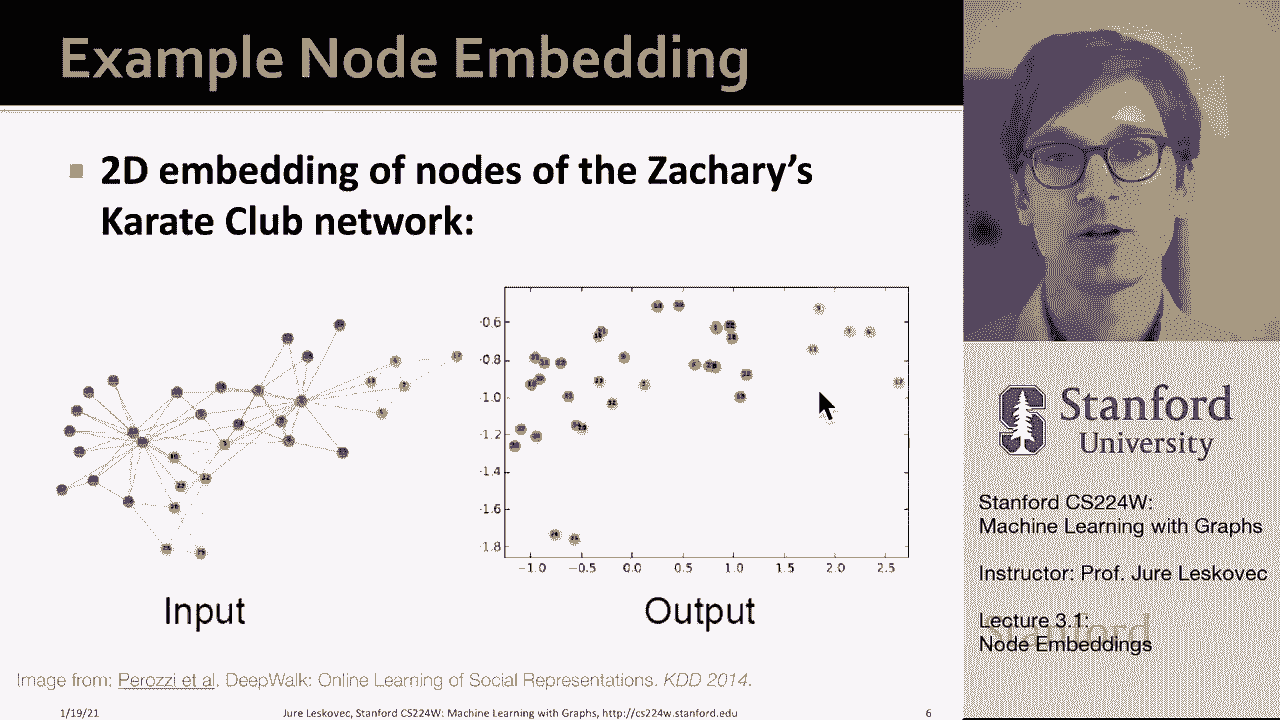 Example Node Embedding
2D embedding of nodes of the Zachary's
Karate Club network:
-0.6
-0.8
-1.0
-1.2
-1.4
-1.6
-1.8
−1.0 −0.5 0.0 0.5 1.0 1.5 2.0 2.5
Input
Output
Image from: Perozzi et al. DeepWalk: Online Learning of Social Representations. KDD 2014.
1/19/21
Jure Leskovec, Stanford CS224W: Machine Learning with Graphs, http://cs224w.stanford.edu
6
Stanford
University
Stanford CS224W:
Machine Learning with Graphs
Instructor: Prof. Jure Leskovec
Lecture 3.1:
Node Embeddings